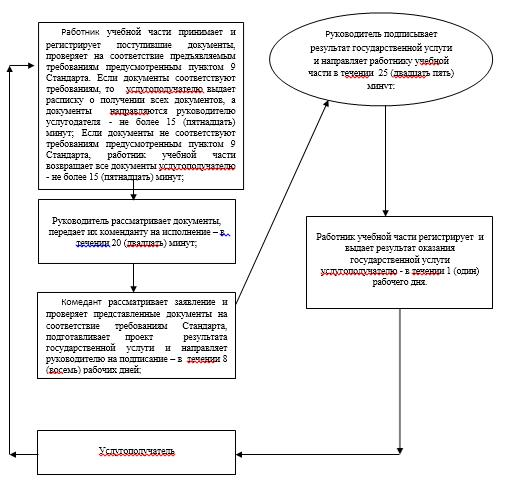 Работник учебной части принимает и
регистрирует поступившие документы,
проверяет на соответствие предъявляемым
требованиям предусмотренным пунктом 9
Стандарта. Если документы соответствуют
требованиям, то услугополучателю выдает
расписку о получении всех документов, а
документы направляются руководителю
услугодателя - не более 15 (пятнадцать)
минут; Если документы не соответствуют
требованиям предусмотренным пунктом 9
Стандарта, работник учебной части
возвращает все документы услугополучателю
- не более 15 (пятнадцать) минут;
Руководитель рассматривает документы,
передает их коменданту на исполнение – в
течении 20 (двадцать) минут;
Комедант рассматривает заявление и
проверяет представленные документы на
соответствие требованиям Стандарта,
подготавливает проект результата
государственной услуги и направляет
руководителю на подписание – в течении 8
(восемь) рабочих дней;
Руководитель подписывает
результат государственной услуги
и направляет работнику учебной
части в течении 25 (двадцать пять)
минут;
Работник учебной части регистрирует и
выдает результат оказания
государственной услуги
услугополучателю - в течении 1 (один)
рабочего дня.
Услугополучатель